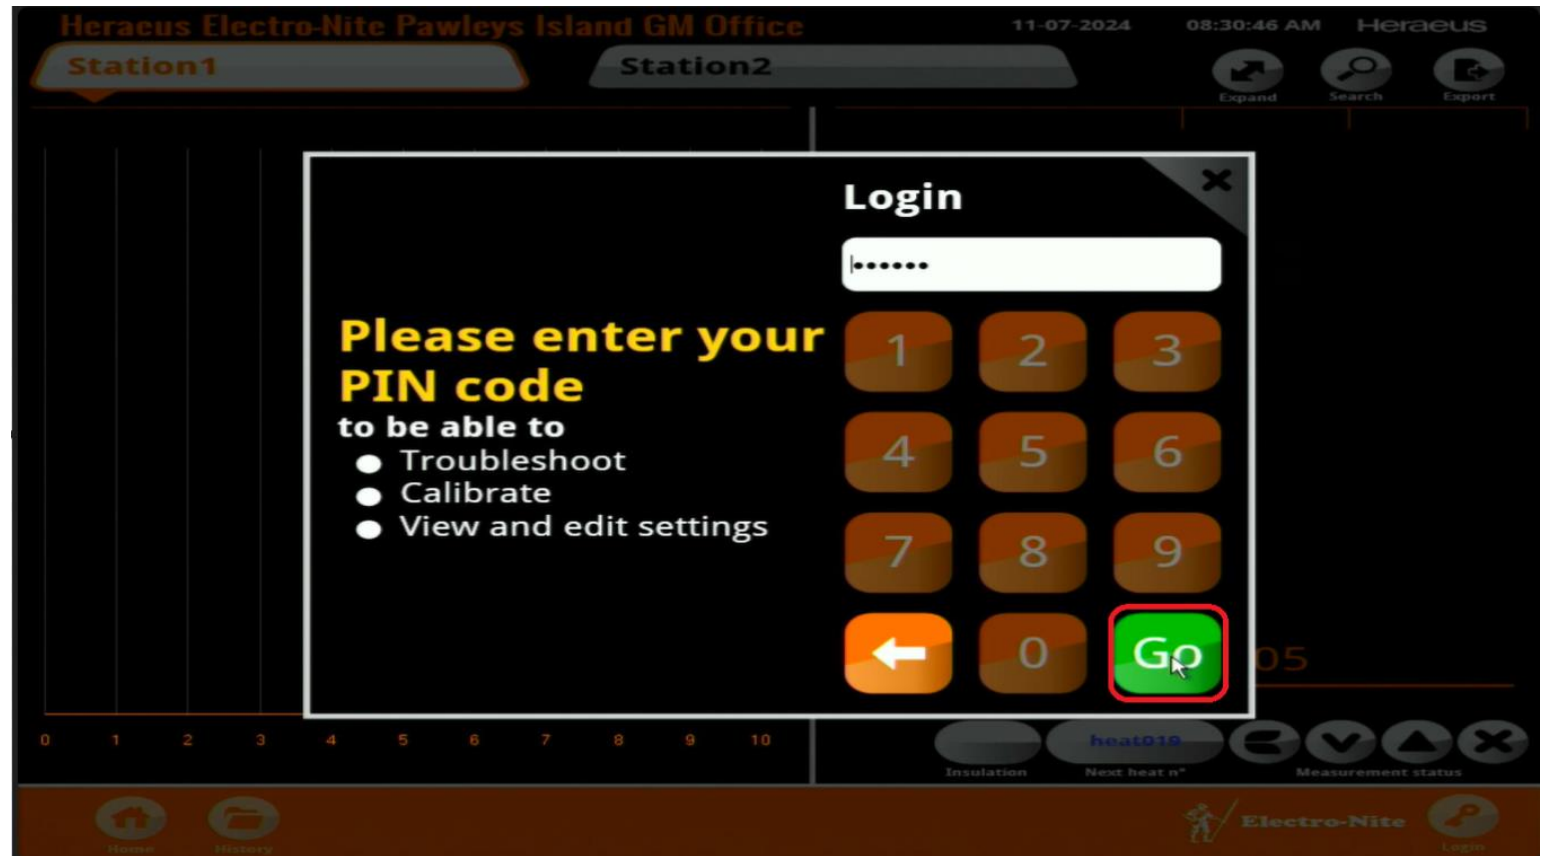 Heraeus Electro-Nite Pawleys Island GM Office
11-07-2024
08:30:46 AM
Heraeus
Station1
Station2
Expand
Search
Export
Login
••••••
Please enter your
PIN code
to be able to
● Troubleshoot
● Calibrate
● View and edit settings
1 2 3
4 5 6
7 8 9
0 Go
05
0 1 2 3 4 5 6 7 8 9 10
heat019
Insulation
Next heat n°
Measurement status
Home
History
Electro-Nite
Login